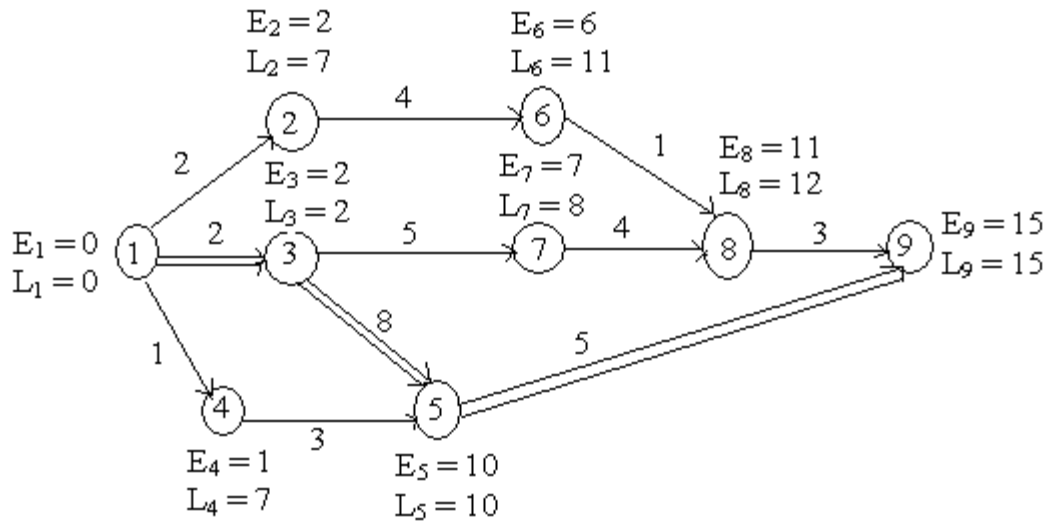 E₂ = 2
L₂ = 7
E₆ = 6
L₆ = 11
4
2
6
1
2
E₃ = 2
L₃ = 2
E₇ = 7
L₇ = 8
E₈ = 11
L₈ = 12
E₁ = 0
L₁ = 0
1
2
3
5
7
4
8
3
9
E₉ = 15
L₉ = 15
1
8
5
4
3
5
E₄ = 1
L₄ = 7
E₅ = 10
L₅ = 10